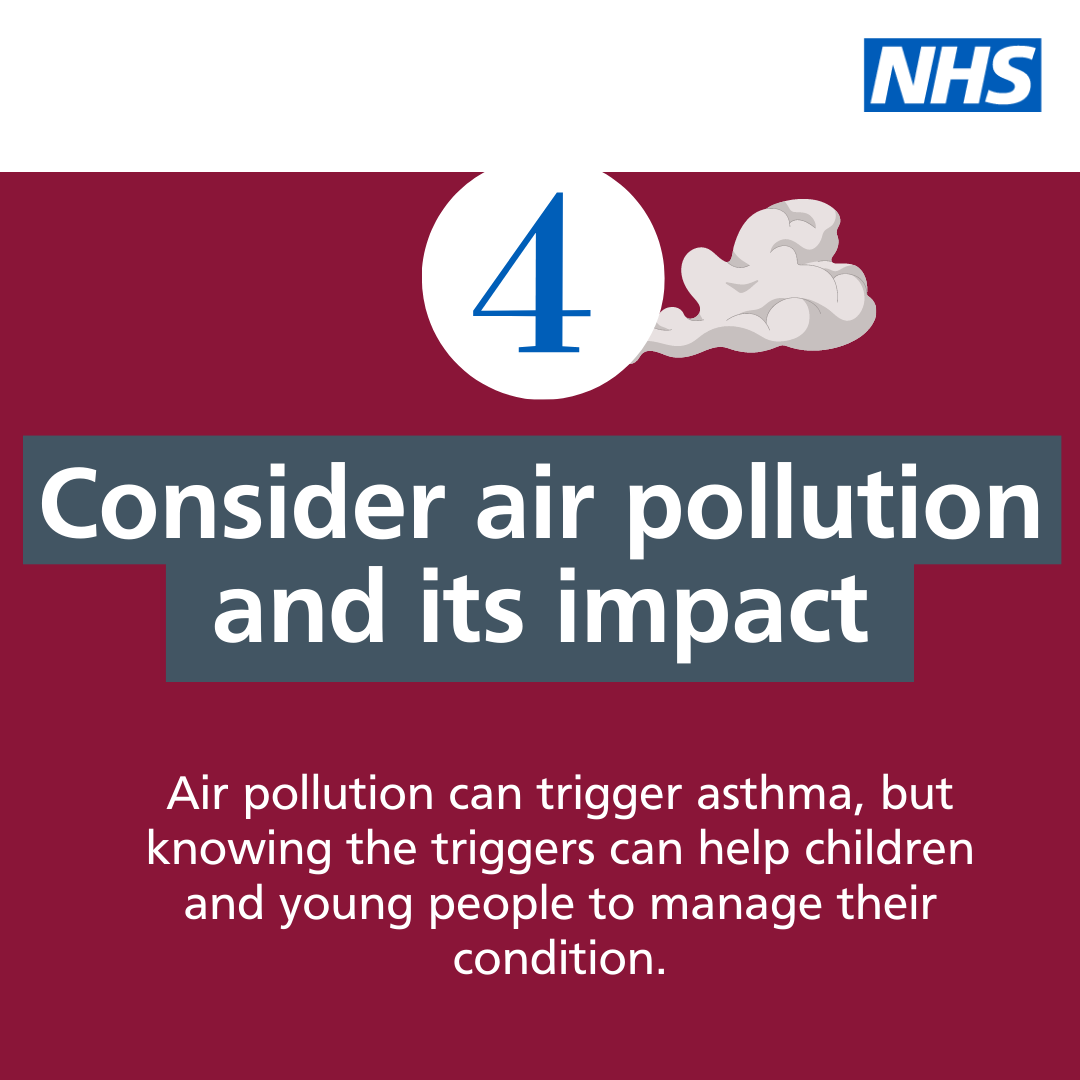 NHS
4
Consider air pollution
and its impact
Air pollution can trigger asthma, but
knowing the triggers can help children
and young people to manage their
condition.